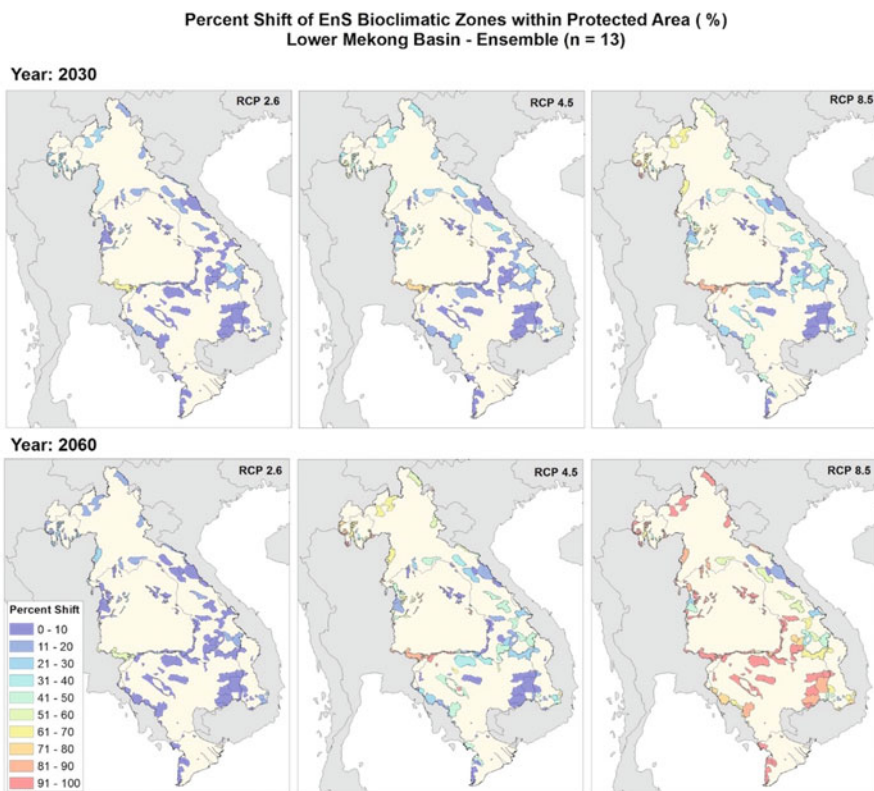 Percent Shift of EnS Bioclimatic Zones within Protected Area ( %)
Lower Mekong Basin - Ensemble (n = 13)
Year: 2030
RCP 2.6
RCP 4.5
RCP 8.5
Year: 2060
RCP 2.6
RCP 4.5
RCP 8.5
Percent Shift
0 - 10
11 - 20
21 - 30
31 - 40
41 - 50
51 - 60
61 - 70
71 - 80
81 - 90
91 - 100